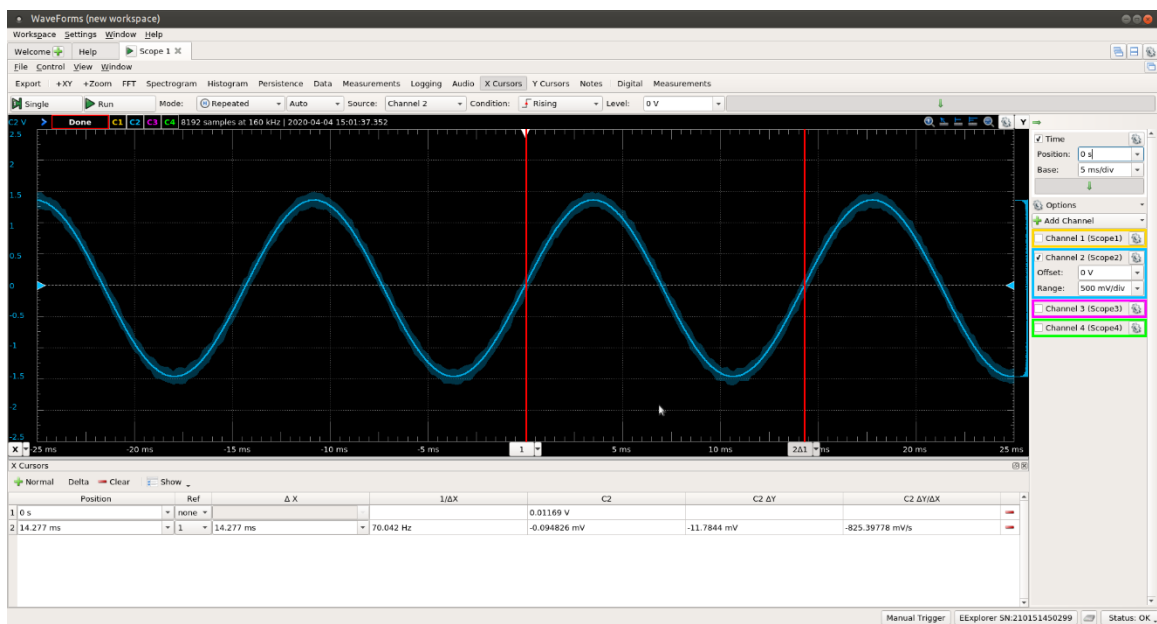 WaveForms (new workspace)
Workspace Settings Window Help
Welcome Help Scope 1
File Control View Window
Export +XY +Zoom FFT Spectrogram Histogram Persistence Data Measurements Logging Audio X Cursors Y Cursors Notes Digital Measurements
Single Run Mode: Repeated Auto Source: Channel 2 Condition: Rising Level: 0 V
C2 V Done C1 C2 C3 C4 8192 samples at 160 kHz | 2020-04-04 15:01:37.352 Y
2.5
2
1.5
1
0.5
0
-0.5
-1
-1.5
-2
-2.5
X -25 ms -20 ms -15 ms -10 ms -5 ms 1 5 ms 10 ms 2Δ1 ms 20 ms 25 ms
Time
Position: 0 s
Base: 5 ms/div
Options
Add Channel
Channel 1 (Scope1)
Channel 2 (Scope2)
Offset: 0 V
Range: 500 mV/div
Channel 3 (Scope3)
Channel 4 (Scope4)
X Cursors
Normal Delta Clear Show
Position Ref Δ X 1/ΔX C2 C2 ΔY C2 ΔY/ΔX
1 0 s none 0.01169 V
2 14.277 ms 1 14.277 ms 70.042 Hz -0.094826 mV -11.7844 mV -825.39778 mV/s
Manual Trigger EExplorer SN:210151450299 Status: OK